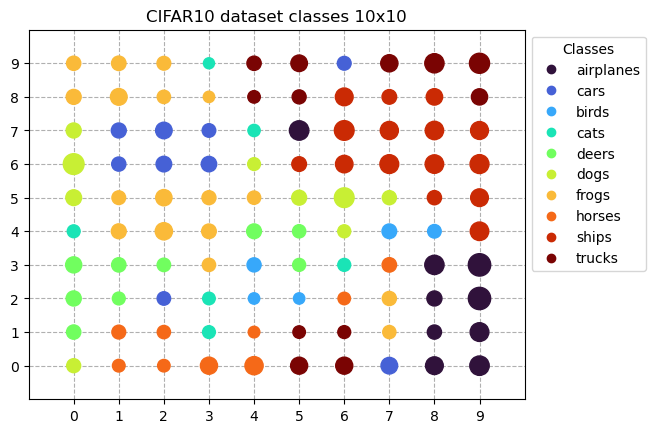 CIFAR10 dataset classes 10x10
9
8
7
6
5
4
3
2
1
0
0 1 2 3 4 5 6 7 8 9
Classes
airplanes
cars
birds
cats
deers
dogs
frogs
horses
ships
trucks